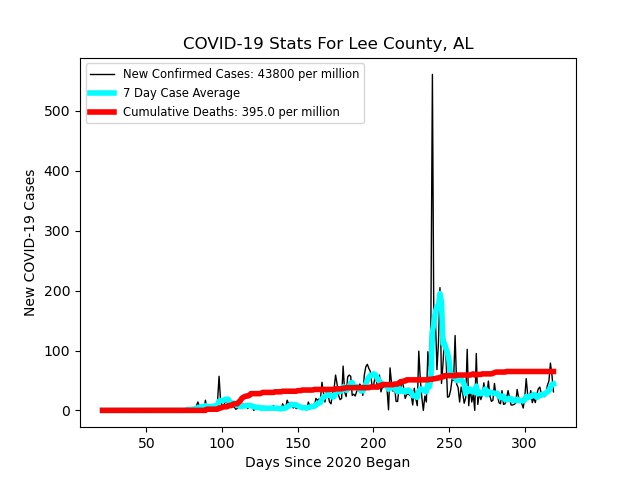 COVID-19 Stats For Lee County, AL
New Confirmed Cases: 43800 per million
7 Day Case Average
Cumulative Deaths: 395.0 per million
New COVID-19 Cases
500
400
300
200
100
0
50 100 150 200 250 300
Days Since 2020 Began